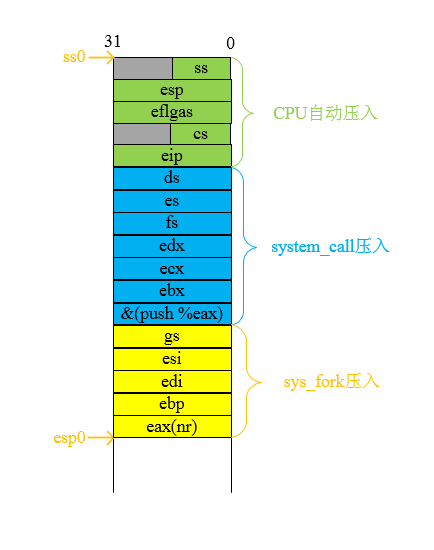 31 0
ss0
ss
esp
eflgas
cs
eip
CPU自动压入
ds
es
fs
edx
ecx
ebx
&(push %eax)
system_call压入
gs
esi
edi
ebp
eax(nr)
sys_fork压入
esp0